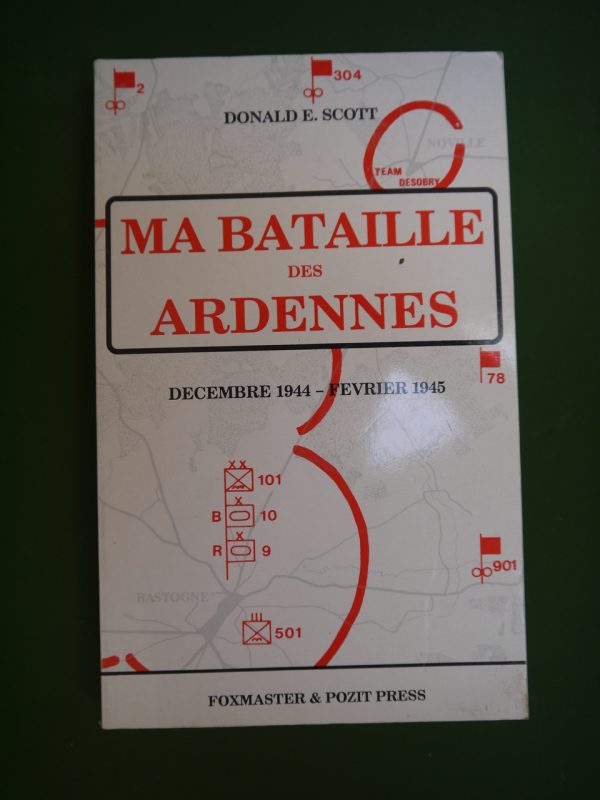 2
304
DONALD E. SCOTT
NOVILLE
TEAM
DESOBRY
MA BATAILLE
DES
ARDENNES
78
DECEMBRE 1944 – FEVRIER 1945
X X
101
X
B 10
X
R 9
901
BASTOGNE
501
FOXMASTER & POZIT PRESS